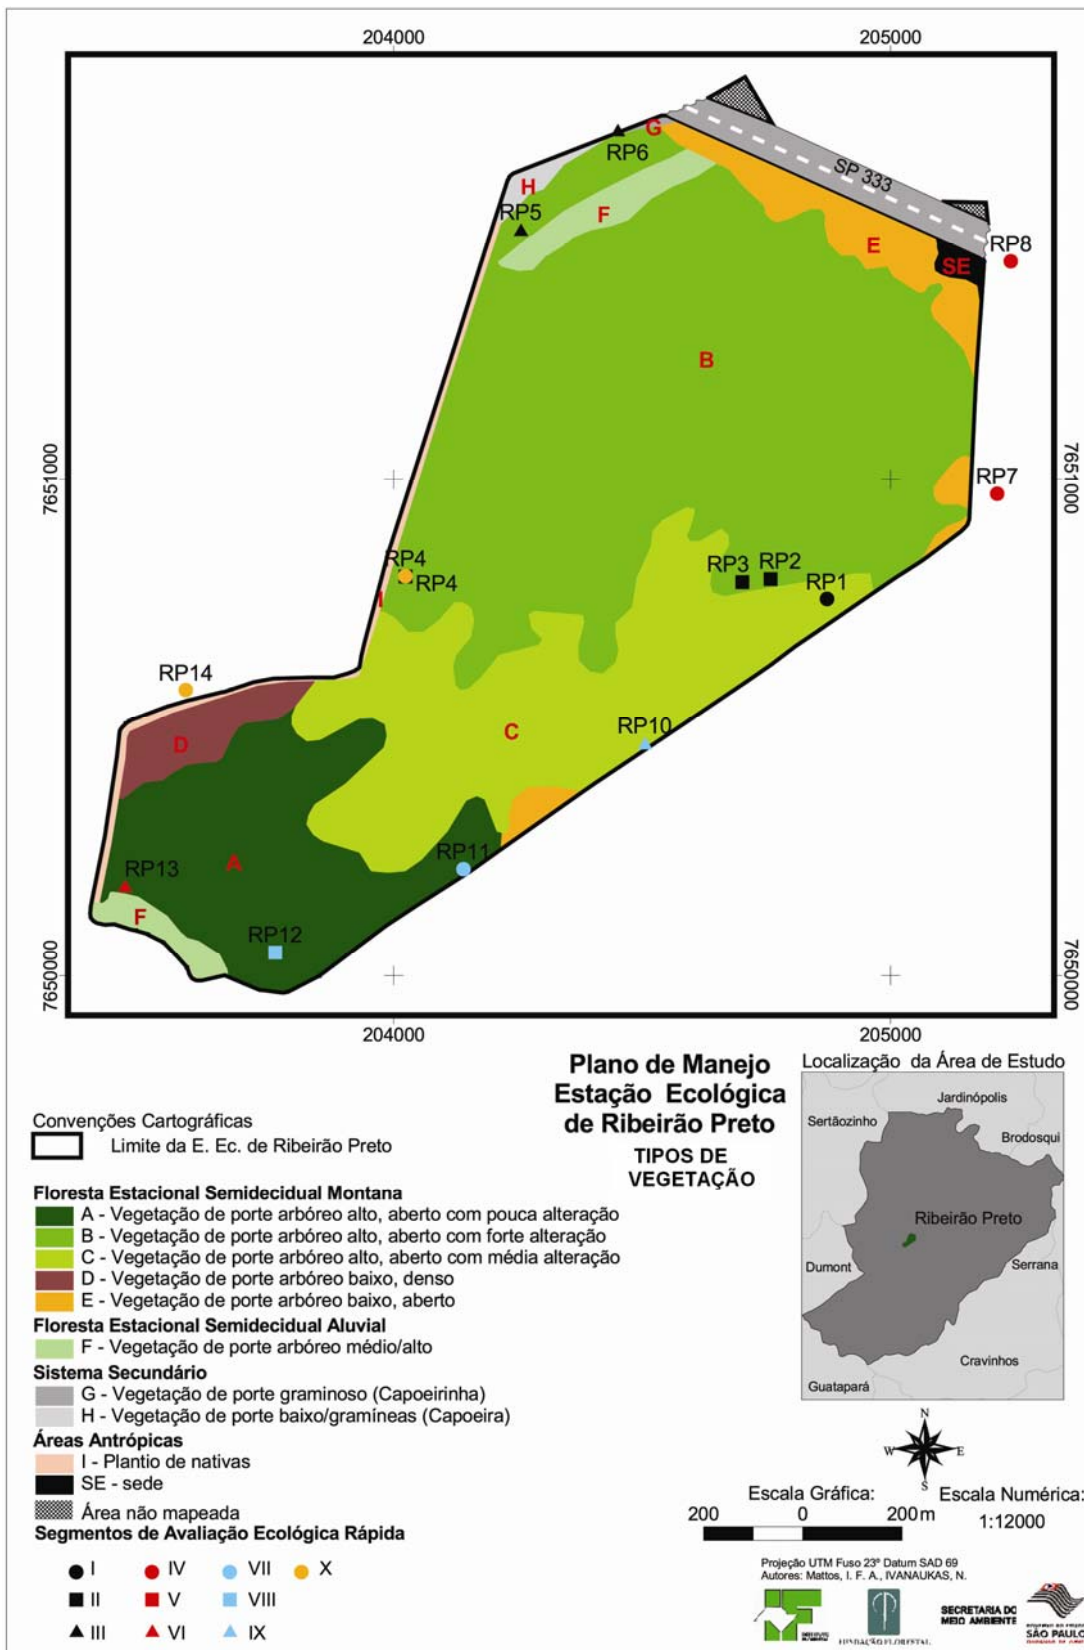 204000
205000
G
RP6
SP 333
H
RP5
F
E
RP8
SE
B
7651000
7651000
RP7
RP4
RP4
RP3
RP2
RP1
I
RP14
D
C
RP10
RP13
A
RP11
F
RP12
7650000
7650000
204000
205000
Plano de Manejo
Estação Ecológica
de Ribeirão Preto
TIPOS DE
VEGETAÇÃO
Localização da Área de Estudo
Jardinópolis
Sertãozinho
Brodosqui
Ribeirão Preto
Dumont
Serrana
Cravinhos
Guatapará
Convenções Cartográficas
Limite da E. Ec. de Ribeirão Preto
Floresta Estacional Semidecidual Montana
A - Vegetação de porte arbóreo alto, aberto com pouca alteração
B - Vegetação de porte arbóreo alto, aberto com forte alteração
C - Vegetação de porte arbóreo alto, aberto com média alteração
D - Vegetação de porte arbóreo baixo, denso
E - Vegetação de porte arbóreo baixo, aberto
Floresta Estacional Semidecidual Aluvial
F - Vegetação de porte arbóreo médio/alto
Sistema Secundário
G - Vegetação de porte graminoso (Capoeirinha)
H - Vegetação de porte baixo/gramíneas (Capoeira)
Áreas Antrópicas
I - Plantio de nativas
SE - sede
Área não mapeada
Segmentos de Avaliação Ecológica Rápida
I IV VII X
II V VIII
III VI IX
N
W E
S
Escala Gráfica:
200 0 200 m
Escala Numérica:
1:12000
Projeção UTM Fuso 23º Datum SAD 69
Autores: Mattos, I. F. A., IVANAUKAS, N.
FUNDAÇÃO FLORESTAL
SECRETARIA DO
MEIO AMBIENTE
SÃO PAULO